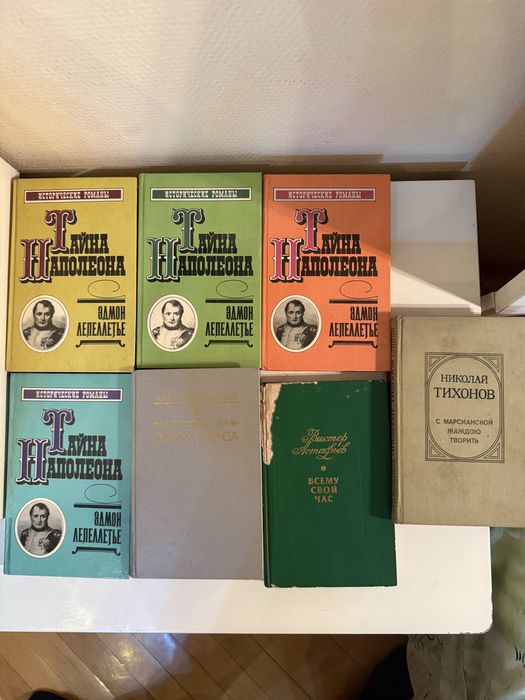 ИСТОРИЧЕСКИЕ РОМАНЫ
ТАЙНА
НАПОЛЕОНА
ЭДМОН
ЛЕПЕЛЛЕТЬЕ
ИСТОРИЧЕСКИЕ РОМАНЫ
ТАЙНА
НАПОЛЕОНА
ЭДМОН
ЛЕПЕЛЛЕТЬЕ
ИСТОРИЧЕСКИЕ РОМАНЫ
ТАЙНА
НАПОЛЕОНА
ЭДМОН
ЛЕПЕЛЛЕТЬЕ
НИКОЛАЙ
ТИХОНОВ
С МАРСИАНСКОЙ
ЖАЖДОЮ
ТВОРИТЬ
ИСТОРИЧЕСКИЕ РОМАНЫ
ТАЙНА
НАПОЛЕОНА
ЭДМОН
ЛЕПЕЛЛЕТЬЕ
Виктор
Астафьев
ВСЕМУ
СВОЙ
ЧАС